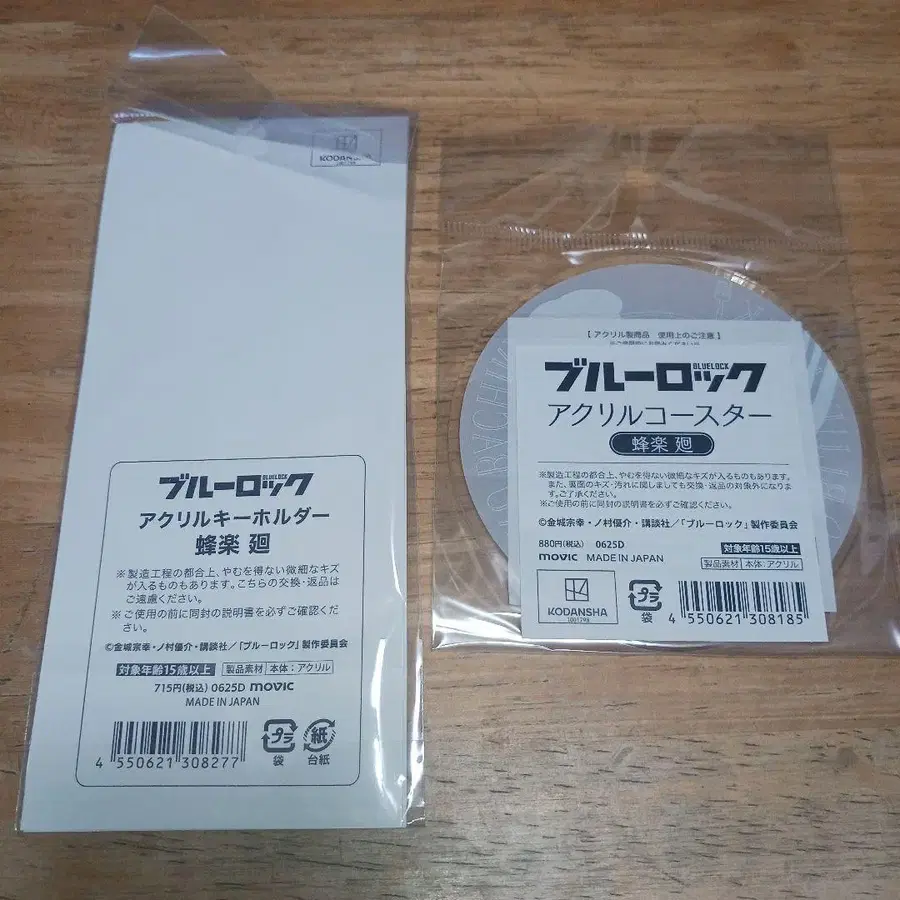 KODANSHA
ブルーロック
BLUELOCK
アクリルキーホルダー
蜂楽 廻
※製造工程の都合上、やむを得ない微細なキズ
が入るものもあります。こちらの交換・返品は
ご遠慮ください。
※ご使用の前に同封の説明書を必ずご確認くだ
さい。
©金城宗幸・ノ村優介・講談社/「ブルーロック」製作委員会
対象年齢15歳以上 製品素材 本体:アクリル
715円(税込) 0625D movic
MADE IN JAPAN
4 550621 308277
プラ 袋
紙 台紙
【 アクリル製商品 使用上のご注意 】
ブルーロック
BLUELOCK
アクリルコースター
蜂楽 廻
※製造工程の都合上、やむを得ない微細なキズが入るものもあります。
また、裏面のキズ・汚れに関しましても交換・返品の対象外になりま
す。ご了承ください。
※ご使用の前に同封の説明書を必ずご確認ください。
©金城宗幸・ノ村優介・講談社/「ブルーロック」製作委員会
880円(税込) 0625D
対象年齢15歳以上
movic MADE IN JAPAN
製品素材 本体:アクリル
KODANSHA
1001298
プラ 袋
4 550621 308185